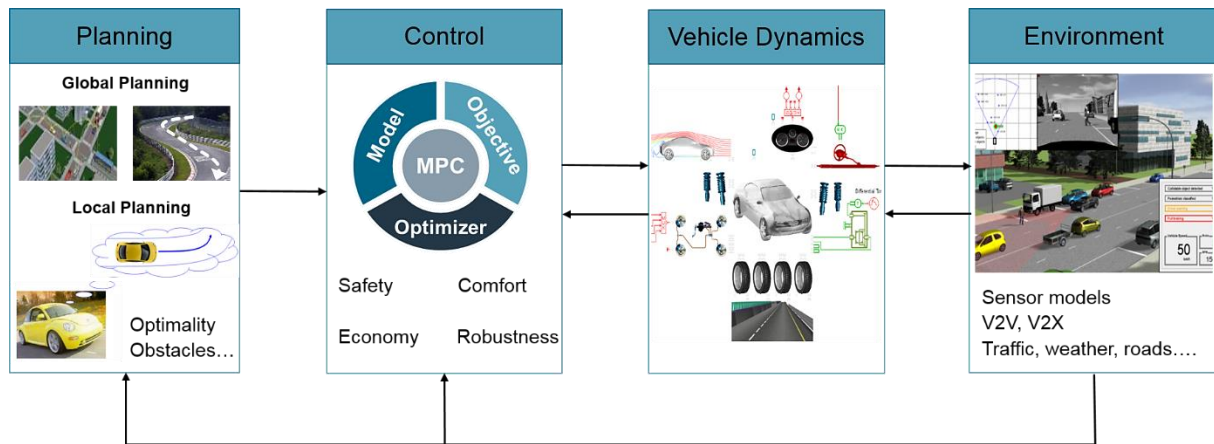 Planning
Global Planning
Local Planning
Optimality
Obstacles…
Control
Model
Objective
MPC
Optimizer
Safety
Comfort
Economy
Robustness
Vehicle Dynamics
Environment
50
15
Sensor models
V2V, V2X
Traffic, weather, roads….